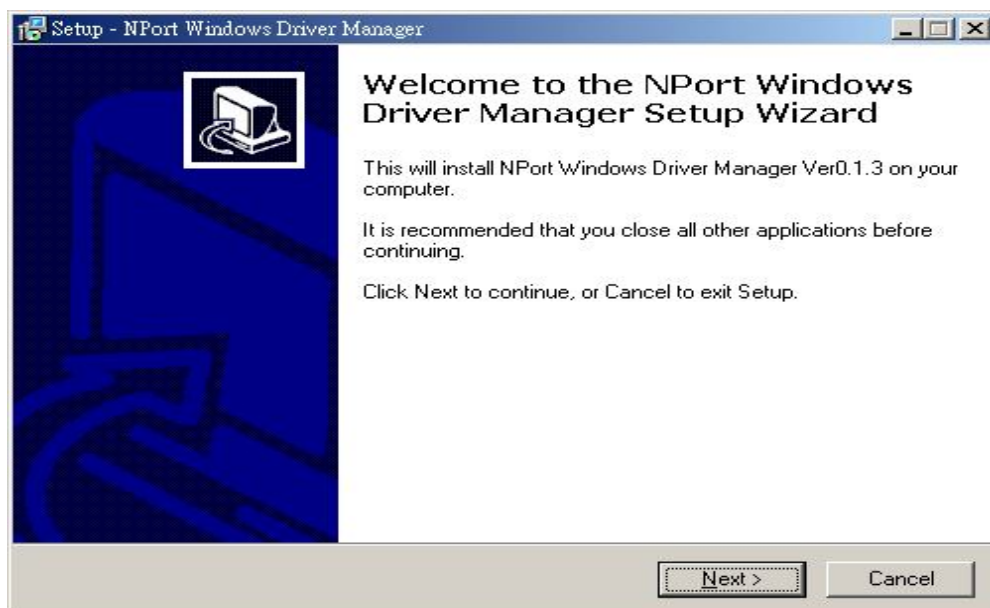 Setup - NPort Windows Driver Manager
Welcome to the NPort Windows
Driver Manager Setup Wizard
This will install NPort Windows Driver Manager Ver0.1.3 on your
computer.
It is recommended that you close all other applications before
continuing.
Click Next to continue, or Cancel to exit Setup.
Next >
Cancel